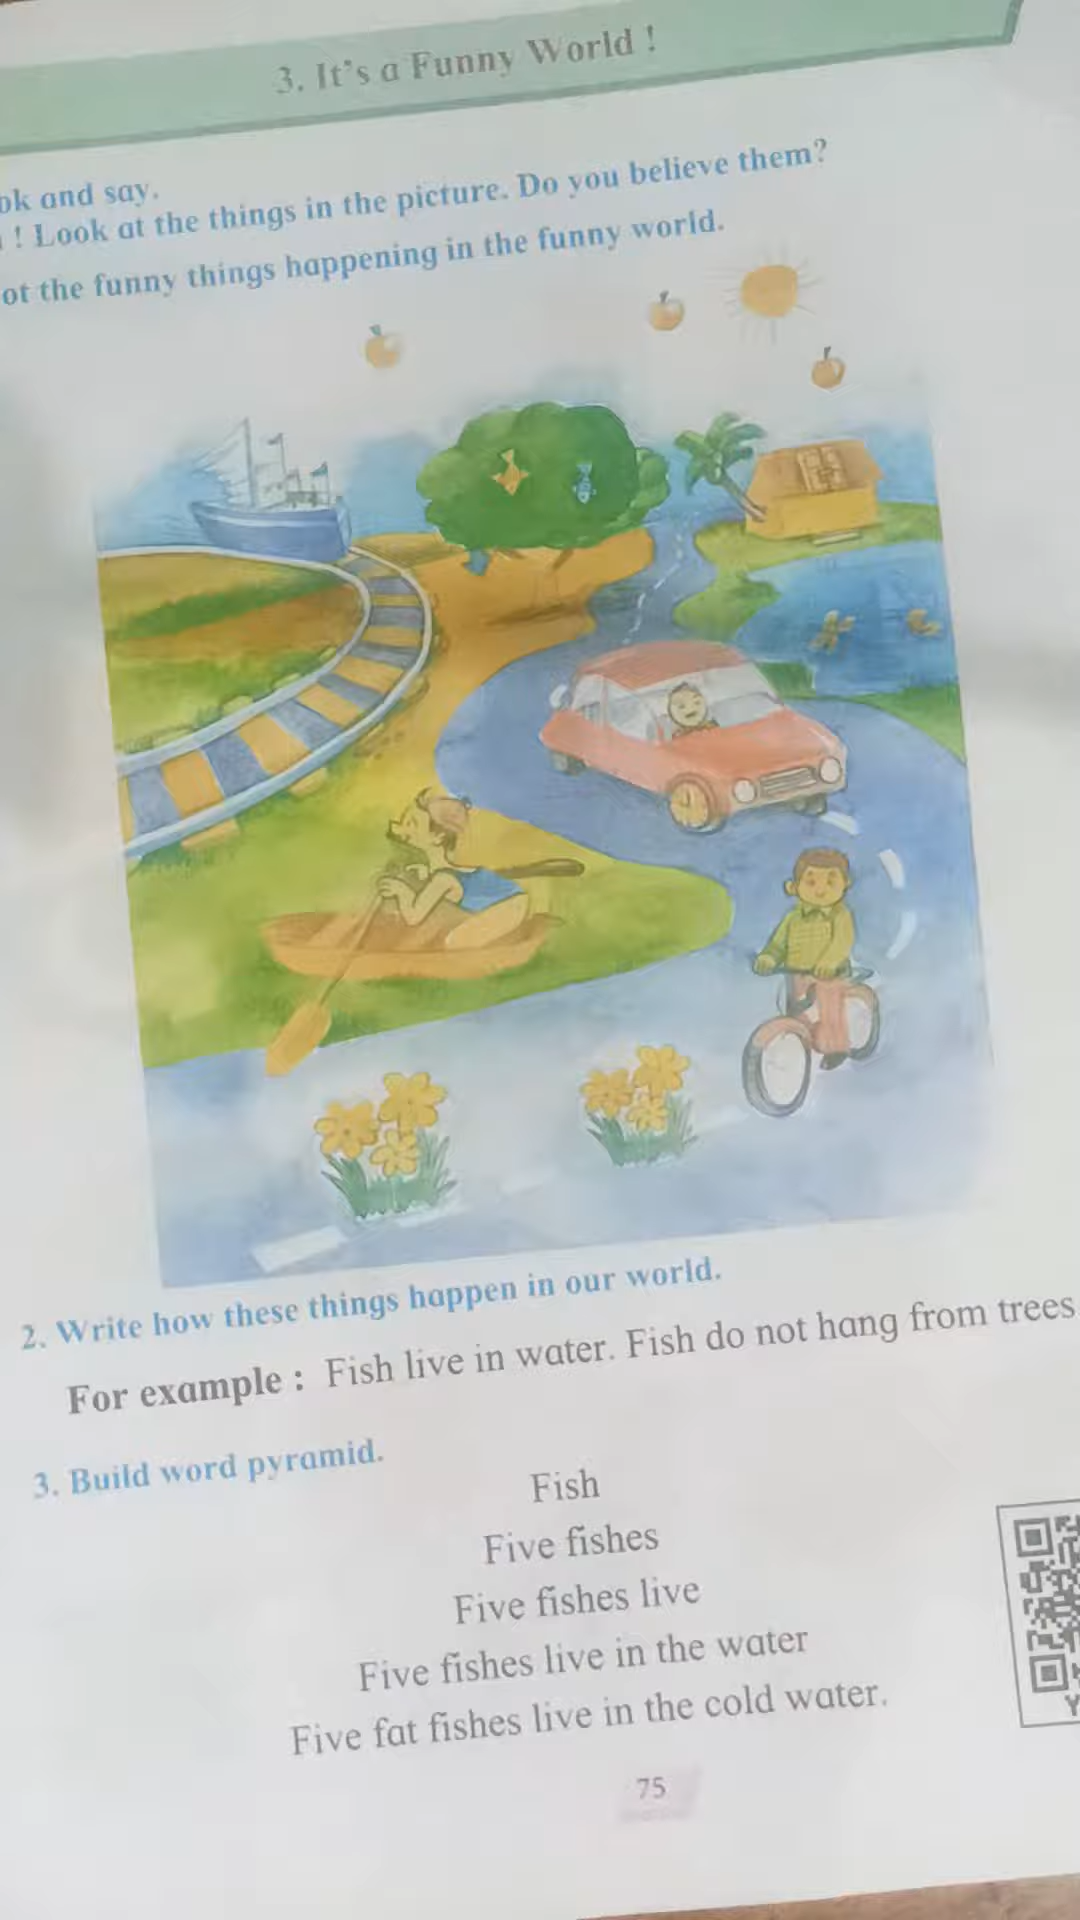 3. It's a Funny World !
and say.
! Look at the things in the picture. Do you believe them?
the funny things happening in the funny world.
2. Write how these things happen in our world.
For example : Fish live in water. Fish do not hang from trees
3. Build word pyramid.
Fish
Five fishes
Five fishes live
Five fishes live in the water
Five fat fishes live in the cold water.
75